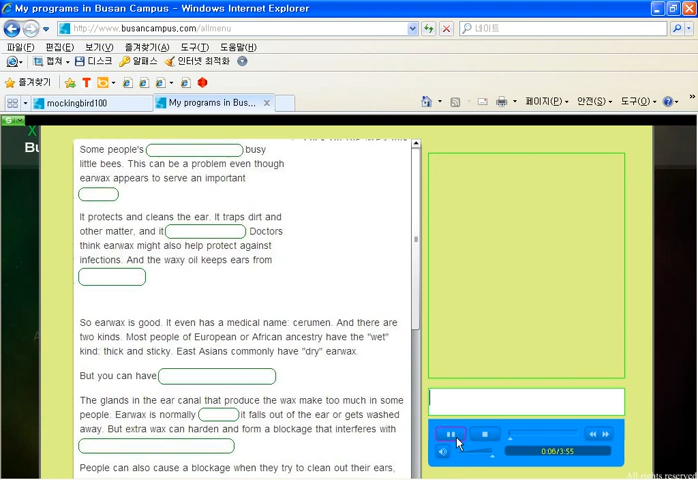 My programs in Busan Campus - Windows Internet Explorer
http://www.busancampus.com/allmenu
네이트
파일(F) 편집(E) 보기(V) 즐겨찾기(A) 도구(T) 도움말(H)
캡쳐 디스크 알패스 인터넷 최적화
즐겨찾기
mockingbird100
My programs in Bus...
페이지(P) 안전(S) 도구(O)
X
Bu
Some people's busy
little bees. This can be a problem even though
earwax appears to serve an important
It protects and cleans the ear. It traps dirt and
other matter, and it Doctors
think earwax might also help protect against
infections. And the waxy oil keeps ears from
So earwax is good. It even has a medical name: cerumen. And there are
two kinds. Most people of European or African ancestry have the "wet"
kind: thick and sticky. East Asians commonly have "dry" earwax.
But you can have
The glands in the ear canal that produce the wax make too much in some
people. Earwax is normally it falls out of the ear or gets washed
away. But extra wax can harden and form a blockage that interferes with
People can also cause a blockage when they try to clean out their ears,
0:06/3:55
All rights reserved